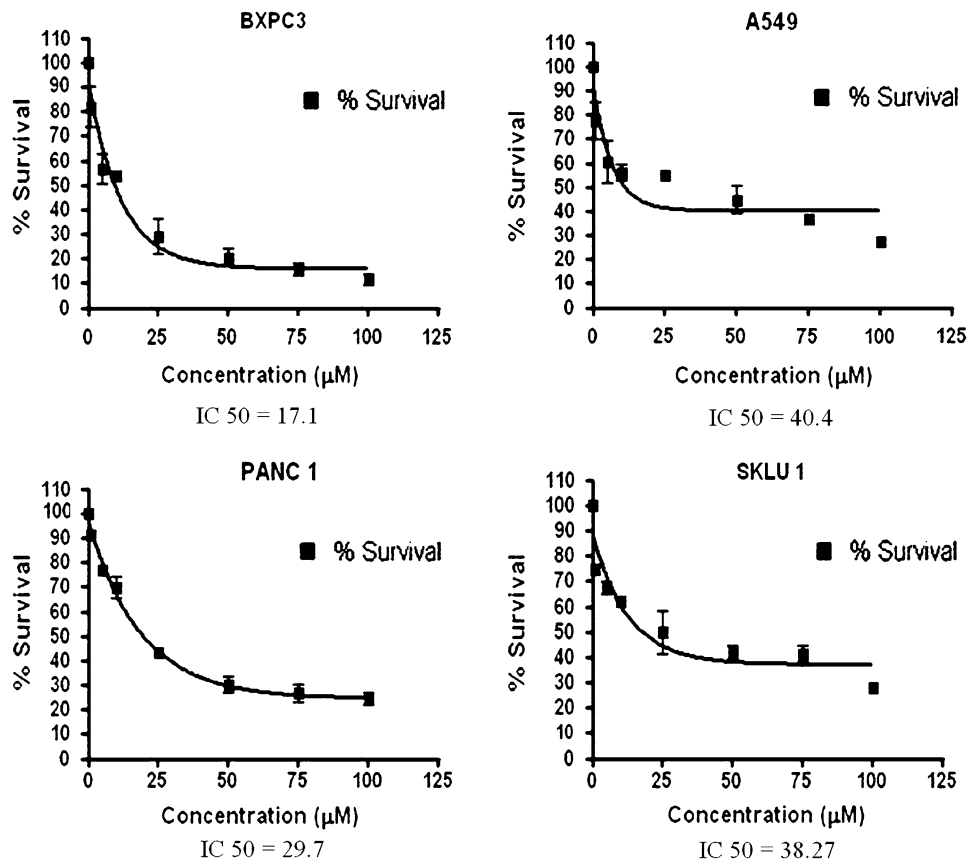 BXPC3
110
100
90
80
70
60
50
40
30
20
10
0
% Survival
% Survival
0 25 50 75 100 125
Concentration (µM)
IC 50 = 17.1
A549
110
100
90
80
70
60
50
40
30
20
10
0
% Survival
% Survival
0 25 50 75 100 125
Concentration (µM)
IC 50 = 40.4
PANC 1
110
100
90
80
70
60
50
40
30
20
10
0
% Survival
% Survival
0 25 50 75 100 125
Concentration (µM)
IC 50 = 29.7
SKLU 1
110
100
90
80
70
60
50
40
30
20
10
0
% Survival
% Survival
0 25 50 75 100 125
Concentration (µM)
IC 50 = 38.27